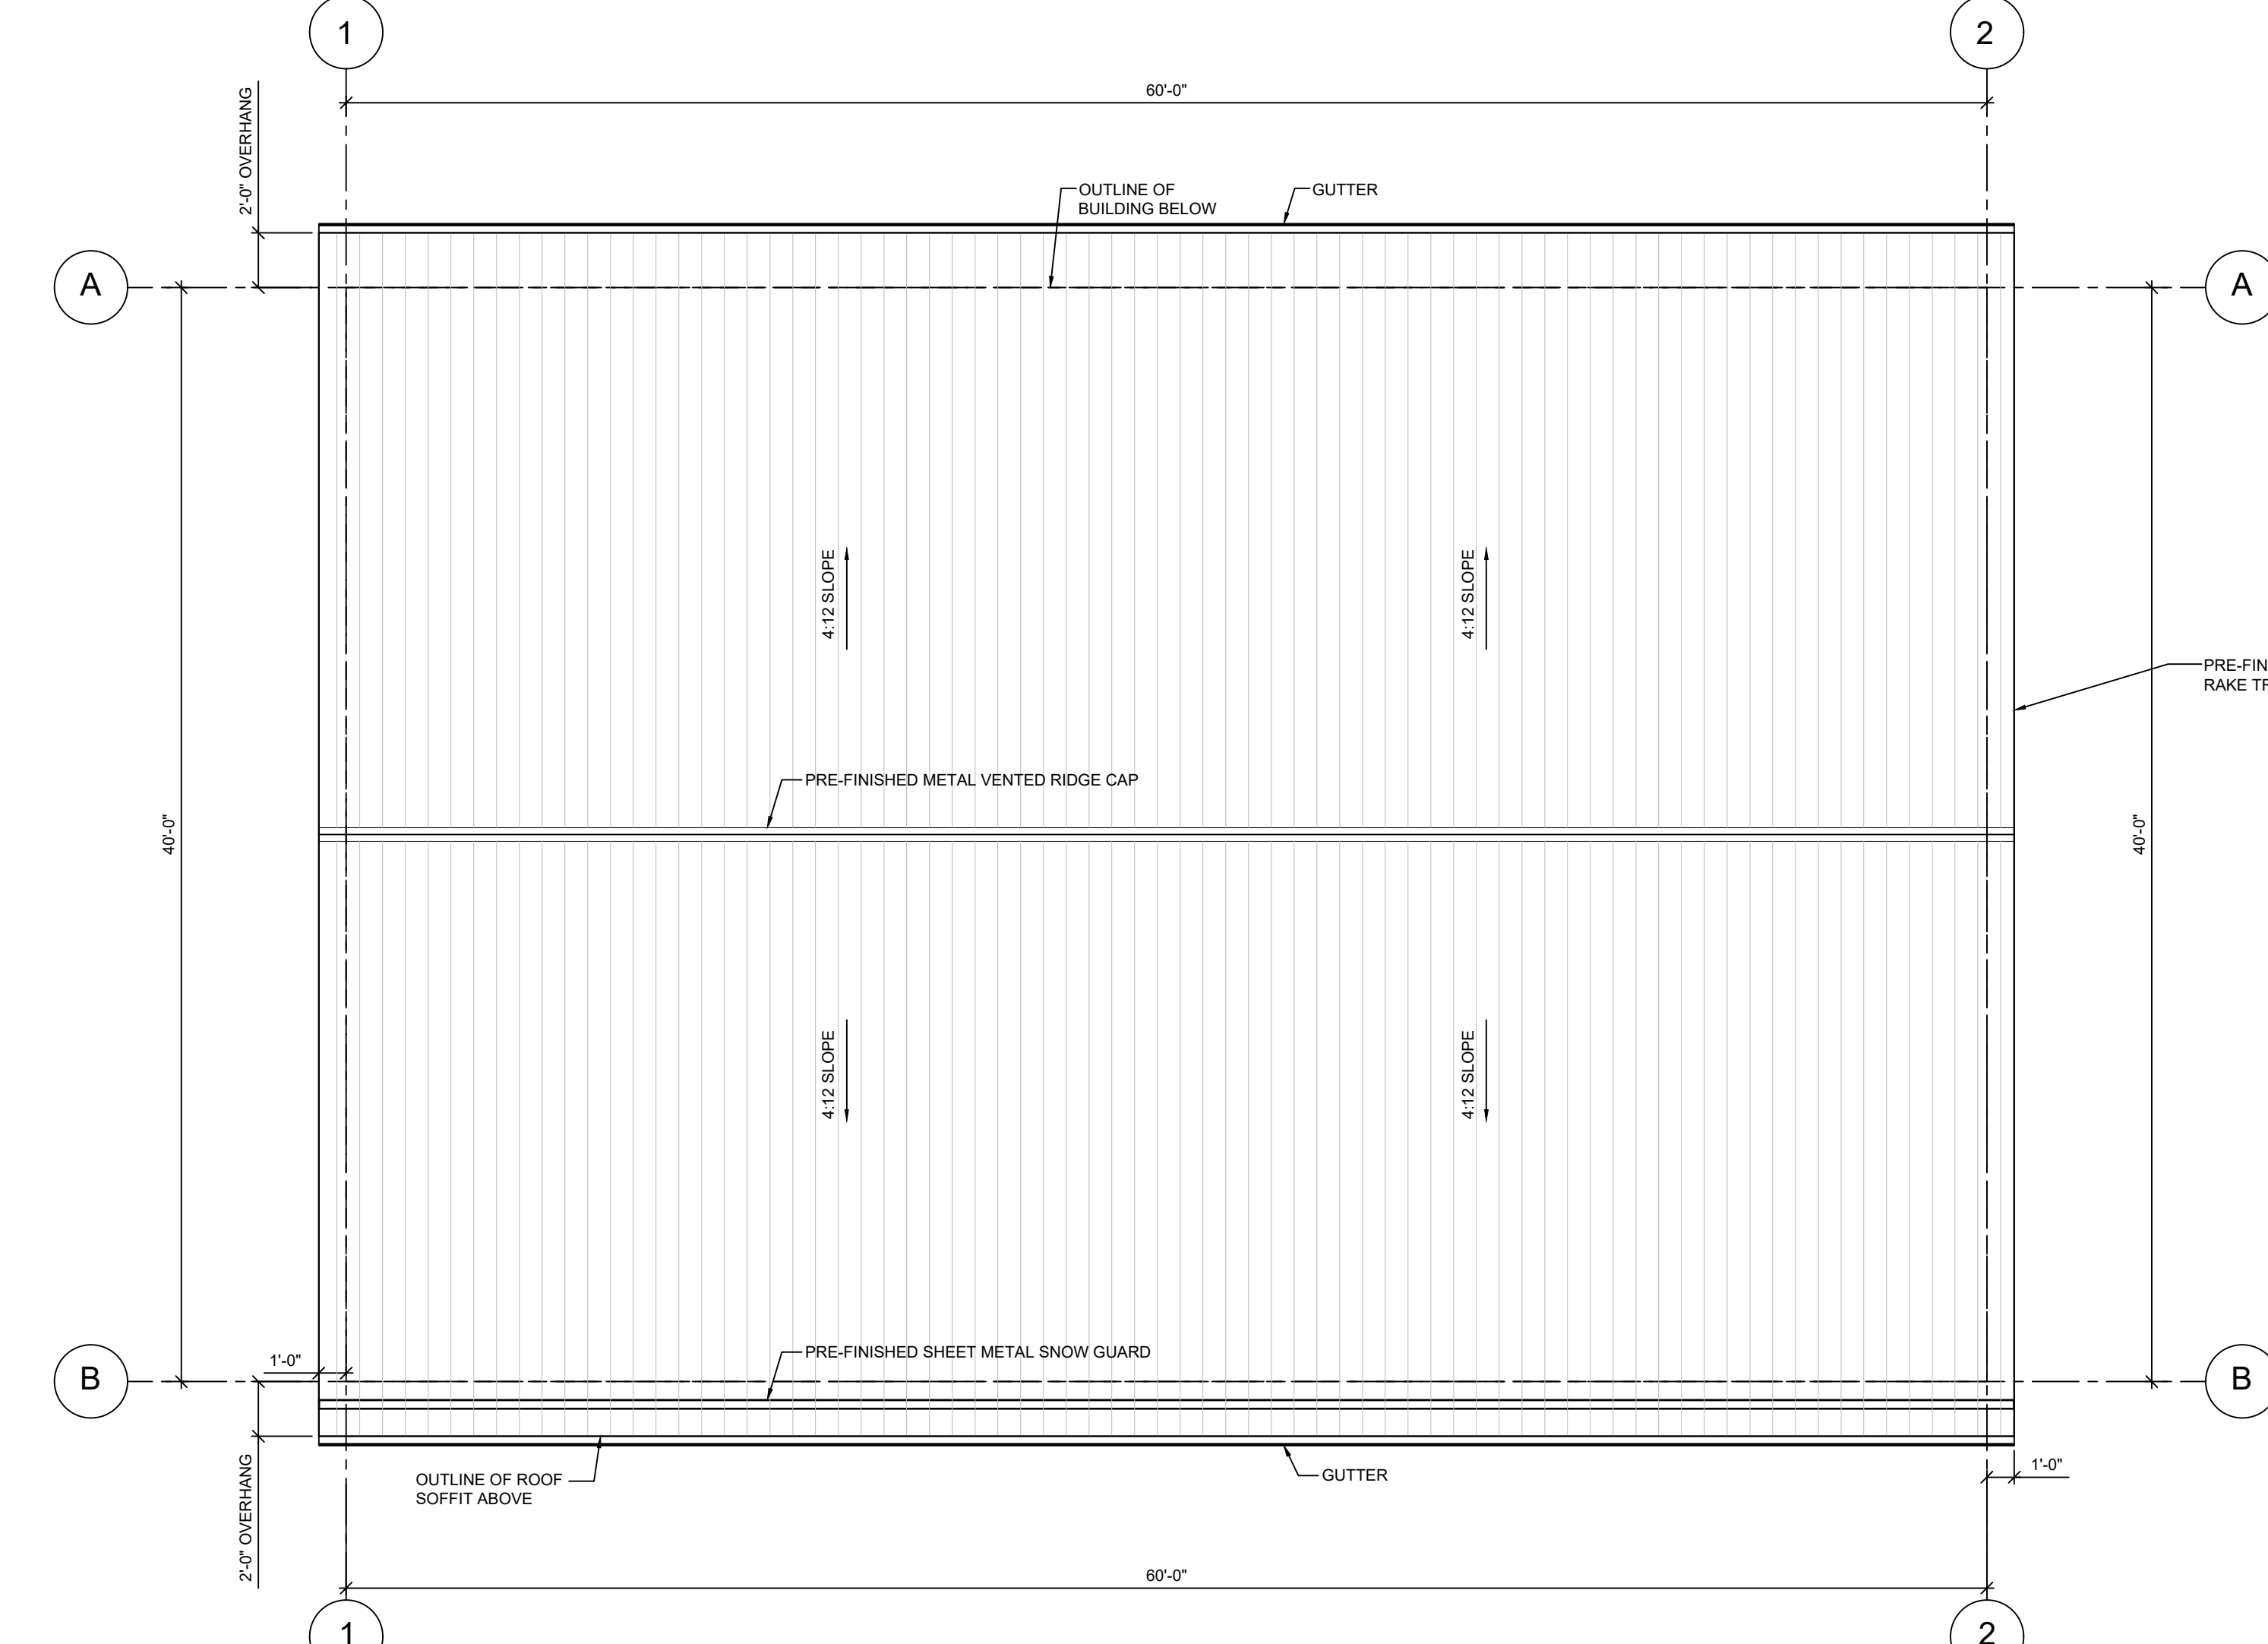 1
2
60'-0"
2'-0" OVERHANG
OUTLINE OF
BUILDING BELOW
GUTTER
A
A
4:12 SLOPE
4:12 SLOPE
PRE-FIN
RAKE TR
PRE-FINISHED METAL VENTED RIDGE CAP
40'-0"
40'-0"
4:12 SLOPE
4:12 SLOPE
PRE-FINISHED SHEET METAL SNOW GUARD
1'-0"
B
B
OUTLINE OF ROOF
SOFFIT ABOVE
GUTTER
1'-0"
2'-0" OVERHANG
60'-0"
1
2